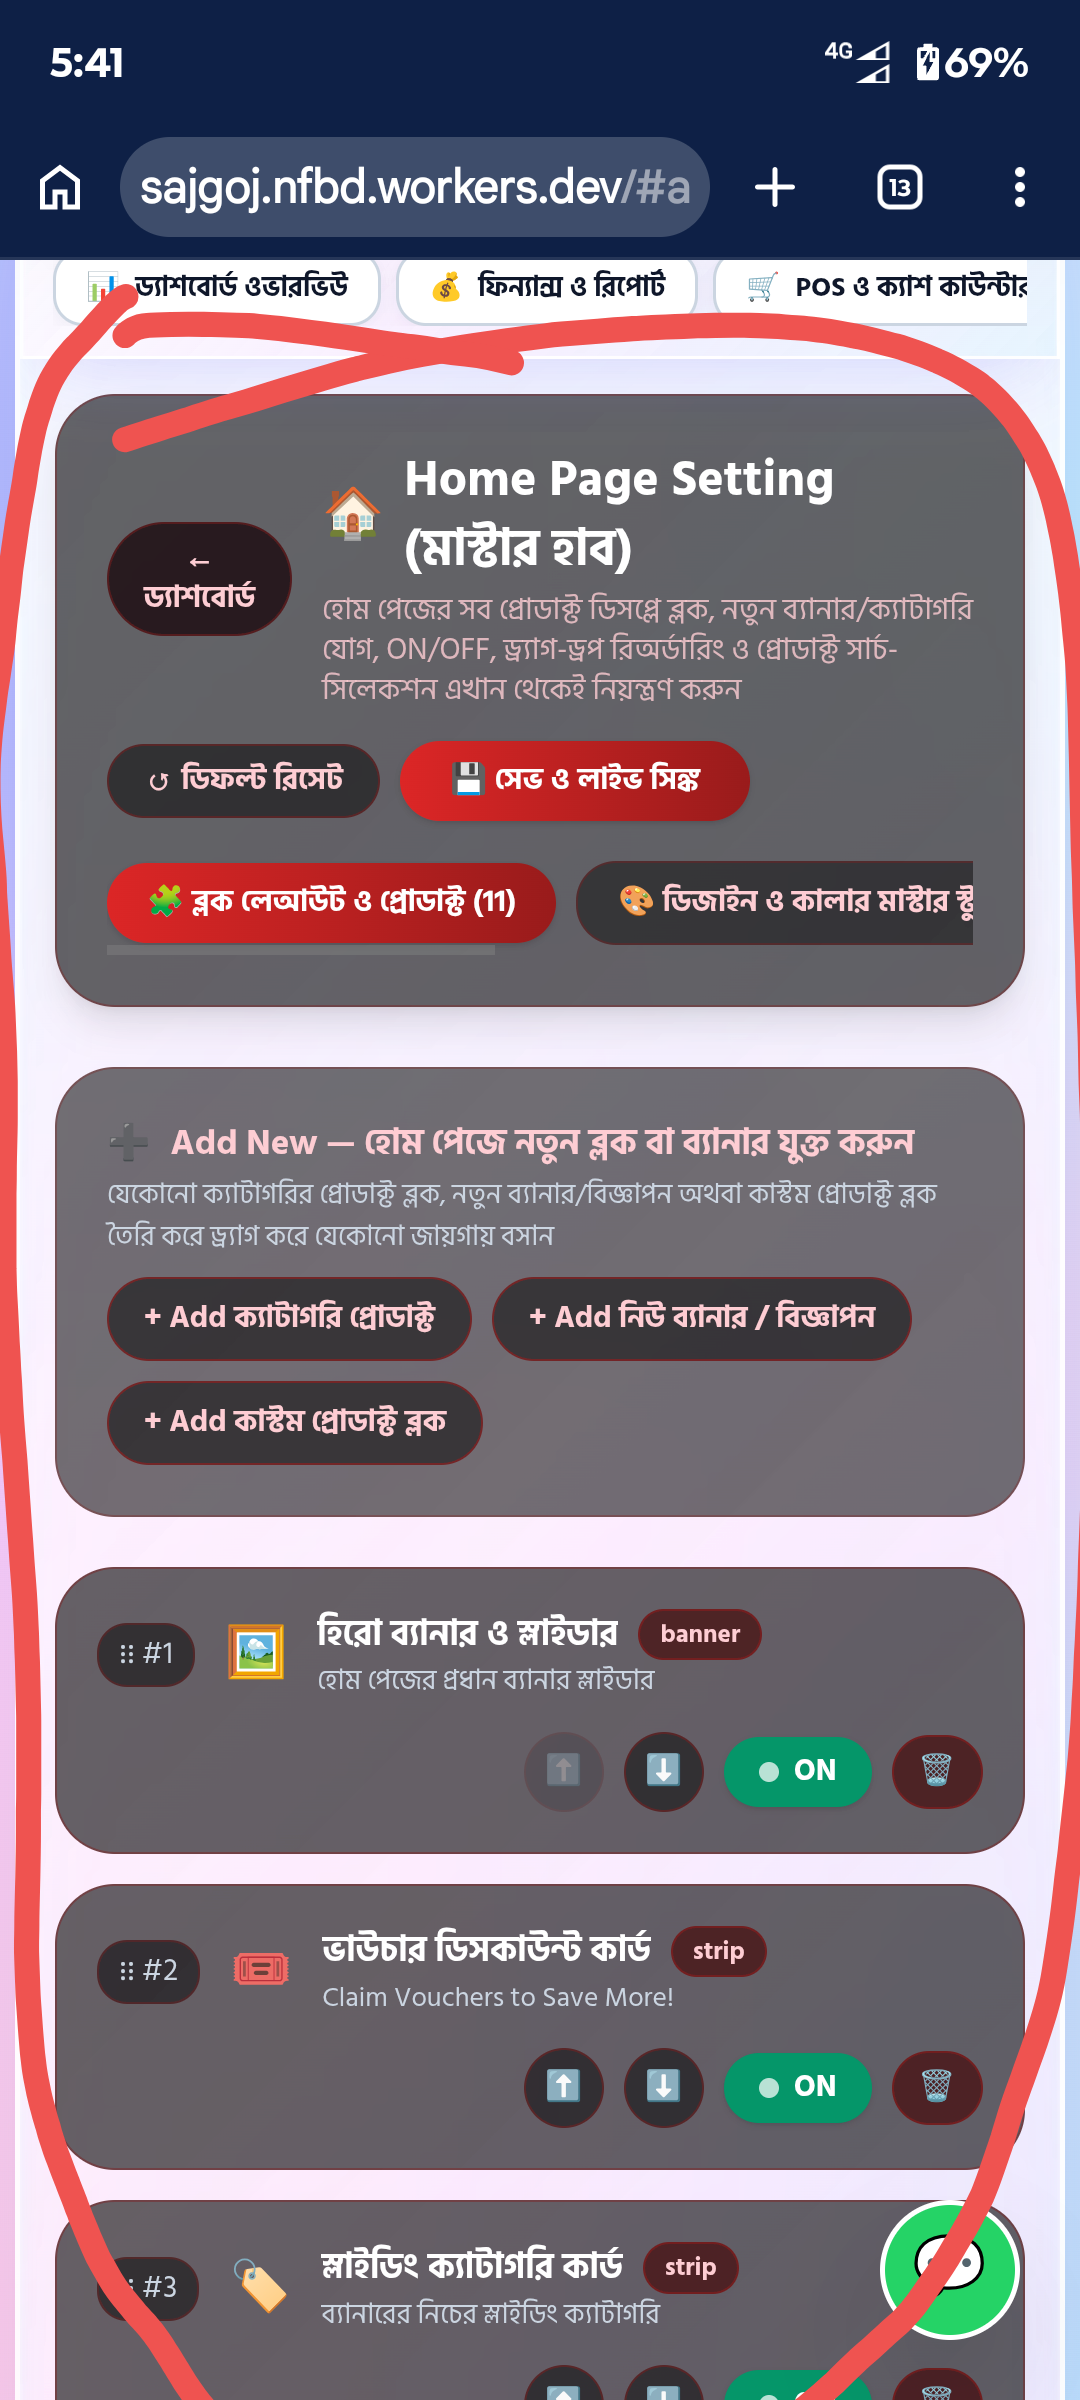 5:41
4G
69%
sajgoj.nfbd.workers.dev/#a
13
ড্যাশবোর্ড ওভারভিউ
ফিন্যান্স ও রিপোর্ট
POS ও ক্যাশ কাউন্টার
Home Page Setting
(মাস্টার হাব)
←
ড্যাশবোর্ড
হোম পেজের সব প্রোডাক্ট ডিসপ্লে ব্লক, নতুন ব্যানার/ক্যাটাগরি
যোগ, ON/OFF, ড্র্যাগ-ড্রপ রিঅর্ডারিং ও প্রোডাক্ট সার্চ-
সিলেকশন এখান থেকেই নিয়ন্ত্রণ করুন
↺ ডিফল্ট রিসেট
সেভ ও লাইভ সিঙ্ক
ব্লক লেআউট ও প্রোডাক্ট (11)
ডিজাইন ও কালার মাস্টার
Add New — হোম পেজে নতুন ব্লক বা ব্যানার যুক্ত করুন
যেকোনো ক্যাটাগরির প্রোডাক্ট ব্লক, নতুন ব্যানার/বিজ্ঞাপন অথবা কাস্টম প্রোডাক্ট ব্লক
তৈরি করে ড্র্যাগ করে যেকোনো জায়গায় বসান
+ Add ক্যাটাগরি প্রোডাক্ট
+ Add নিউ ব্যানার / বিজ্ঞাপন
+ Add কাস্টম প্রোডাক্ট ব্লক
#1
হিরো ব্যানার ও স্লাইডার
banner
হোম পেজের প্রধান ব্যানার স্লাইডার
ON
#2
ভাউচার ডিসকাউন্ট কার্ড
strip
Claim Vouchers to Save More!
ON
#3
স্লাইডিং ক্যাটাগরি কার্ড
strip
ব্যানারের নিচের স্লাইডিং ক্যাটাগরি